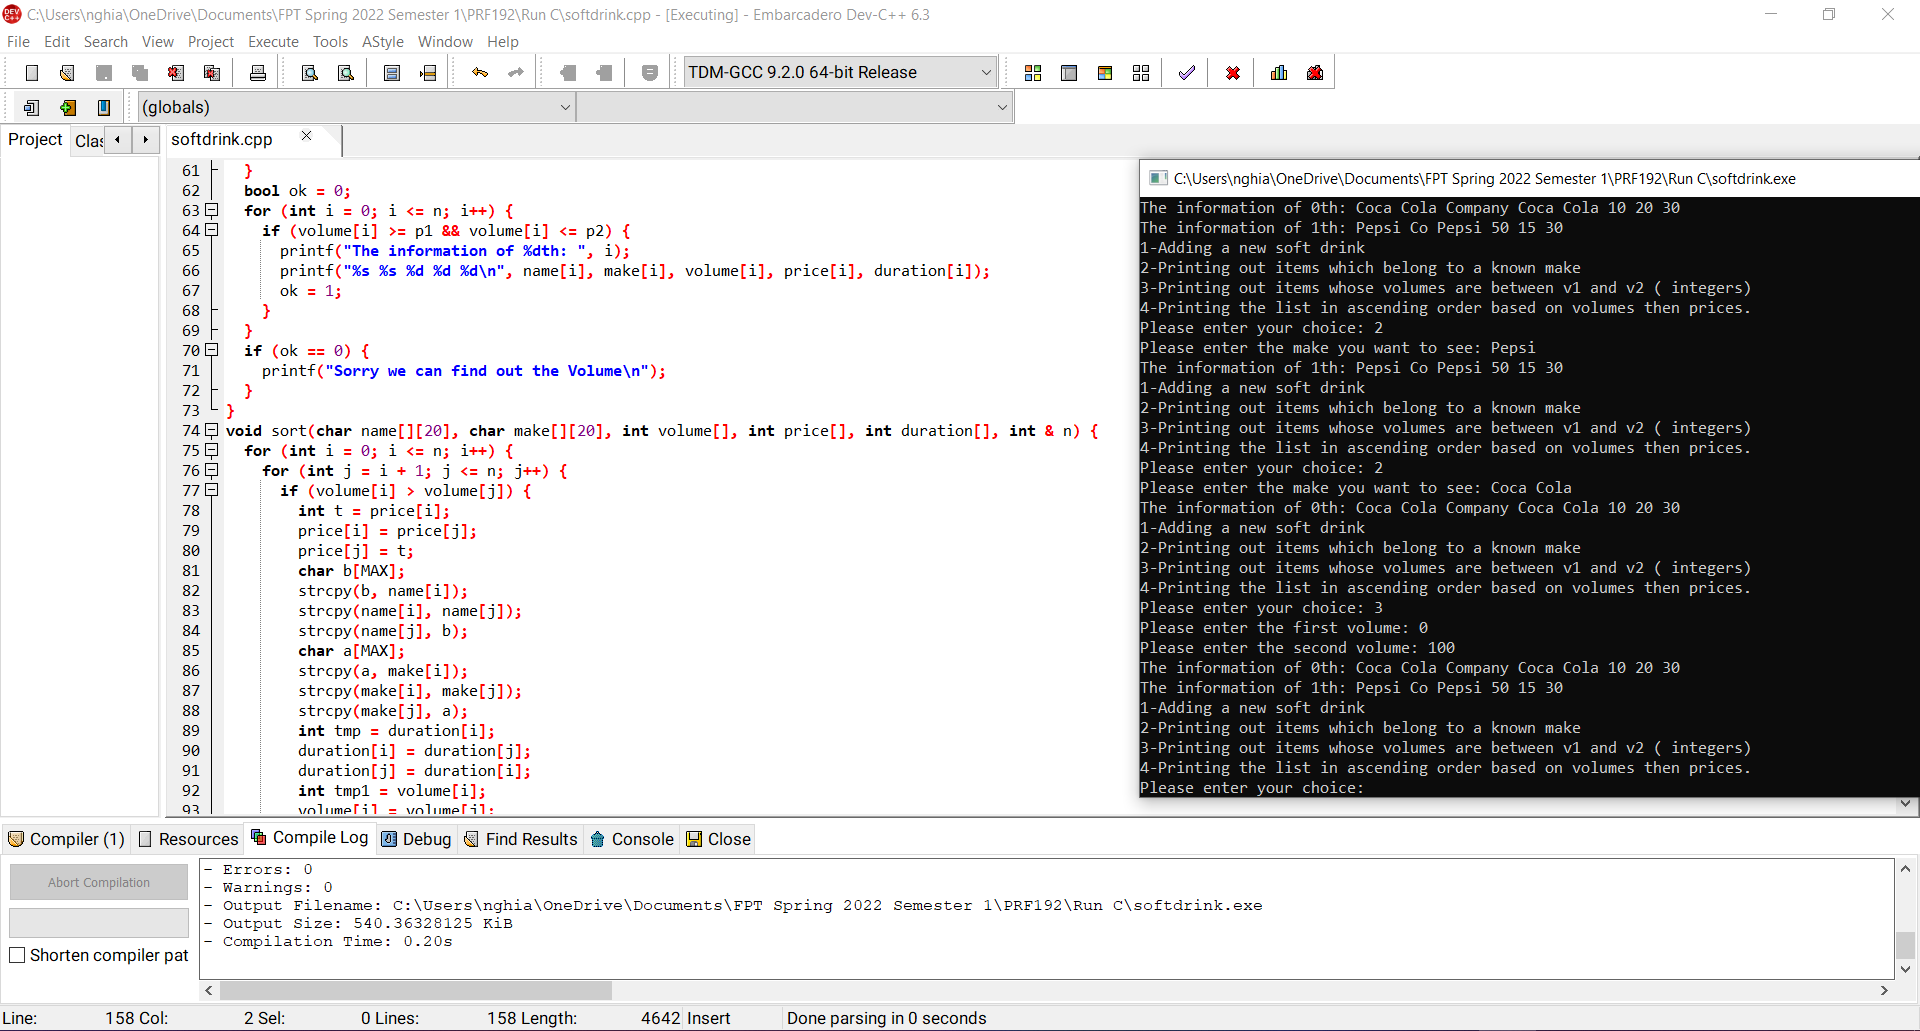 C:\Users\nghia\OneDrive\Documents\FPT Spring 2022 Semester 1\PRF192\Run C\softdrink.cpp - [Executing] - Embarcadero Dev-C++ 6.3
File Edit Search View Project Execute Tools AStyle Window Help
TDM-GCC 9.2.0 64-bit Release
(globals)
Project Clas softdrink.cpp
61 }
62 bool ok = 0;
63 for (int i = 0; i <= n; i++) {
64 if (volume[i] >= p1 && volume[i] <= p2) {
65 printf("The information of %dth: ", i);
66 printf("%s %s %d %d %d\n", name[i], make[i], volume[i], price[i], duration[i]);
67 ok = 1;
68 }
69 }
70 if (ok == 0) {
71 printf("Sorry we can find out the Volume\n");
72 }
73 }
74 void sort(char name[][20], char make[][20], int volume[], int price[], int duration[], int & n) {
75 for (int i = 0; i <= n; i++) {
76 for (int j = i + 1; j <= n; j++) {
77 if (volume[i] > volume[j]) {
78 int t = price[i];
79 price[i] = price[j];
80 price[j] = t;
81 char b[MAX];
82 strcpy(b, name[i]);
83 strcpy(name[i], name[j]);
84 strcpy(name[j], b);
85 char a[MAX];
86 strcpy(a, make[i]);
87 strcpy(make[i], make[j]);
88 strcpy(make[j], a);
89 int tmp = duration[i];
90 duration[i] = duration[j];
91 duration[j] = duration[i];
92 int tmp1 = volume[i];
93 volume[i] = volume[j];
C:\Users\nghia\OneDrive\Documents\FPT Spring 2022 Semester 1\PRF192\Run C\softdrink.exe
The information of 0th: Coca Cola Company Coca Cola 10 20 30
The information of 1th: Pepsi Co Pepsi 50 15 30
1-Adding a new soft drink
2-Printing out items which belong to a known make
3-Printing out items whose volumes are between v1 and v2 ( integers)
4-Printing the list in ascending order based on volumes then prices.
Please enter your choice: 2
Please enter the make you want to see: Pepsi
The information of 1th: Pepsi Co Pepsi 50 15 30
1-Adding a new soft drink
2-Printing out items which belong to a known make
3-Printing out items whose volumes are between v1 and v2 ( integers)
4-Printing the list in ascending order based on volumes then prices.
Please enter your choice: 2
Please enter the make you want to see: Coca Cola
The information of 0th: Coca Cola Company Coca Cola 10 20 30
1-Adding a new soft drink
2-Printing out items which belong to a known make
3-Printing out items whose volumes are between v1 and v2 ( integers)
4-Printing the list in ascending order based on volumes then prices.
Please enter your choice: 3
Please enter the first volume: 0
Please enter the second volume: 100
The information of 0th: Coca Cola Company Coca Cola 10 20 30
The information of 1th: Pepsi Co Pepsi 50 15 30
1-Adding a new soft drink
2-Printing out items which belong to a known make
3-Printing out items whose volumes are between v1 and v2 ( integers)
4-Printing the list in ascending order based on volumes then prices.
Please enter your choice:
Compiler (1) Resources Compile Log Debug Find Results Console Close
Abort Compilation
Shorten compiler pat
- Errors: 0
- Warnings: 0
- Output Filename: C:\Users\nghia\OneDrive\Documents\FPT Spring 2022 Semester 1\PRF192\Run C\softdrink.exe
- Output Size: 540.36328125 KiB
- Compilation Time: 0.20s
Line: 158 Col: 2 Sel: 0 Lines: 158 Length: 4642 Insert Done parsing in 0 seconds